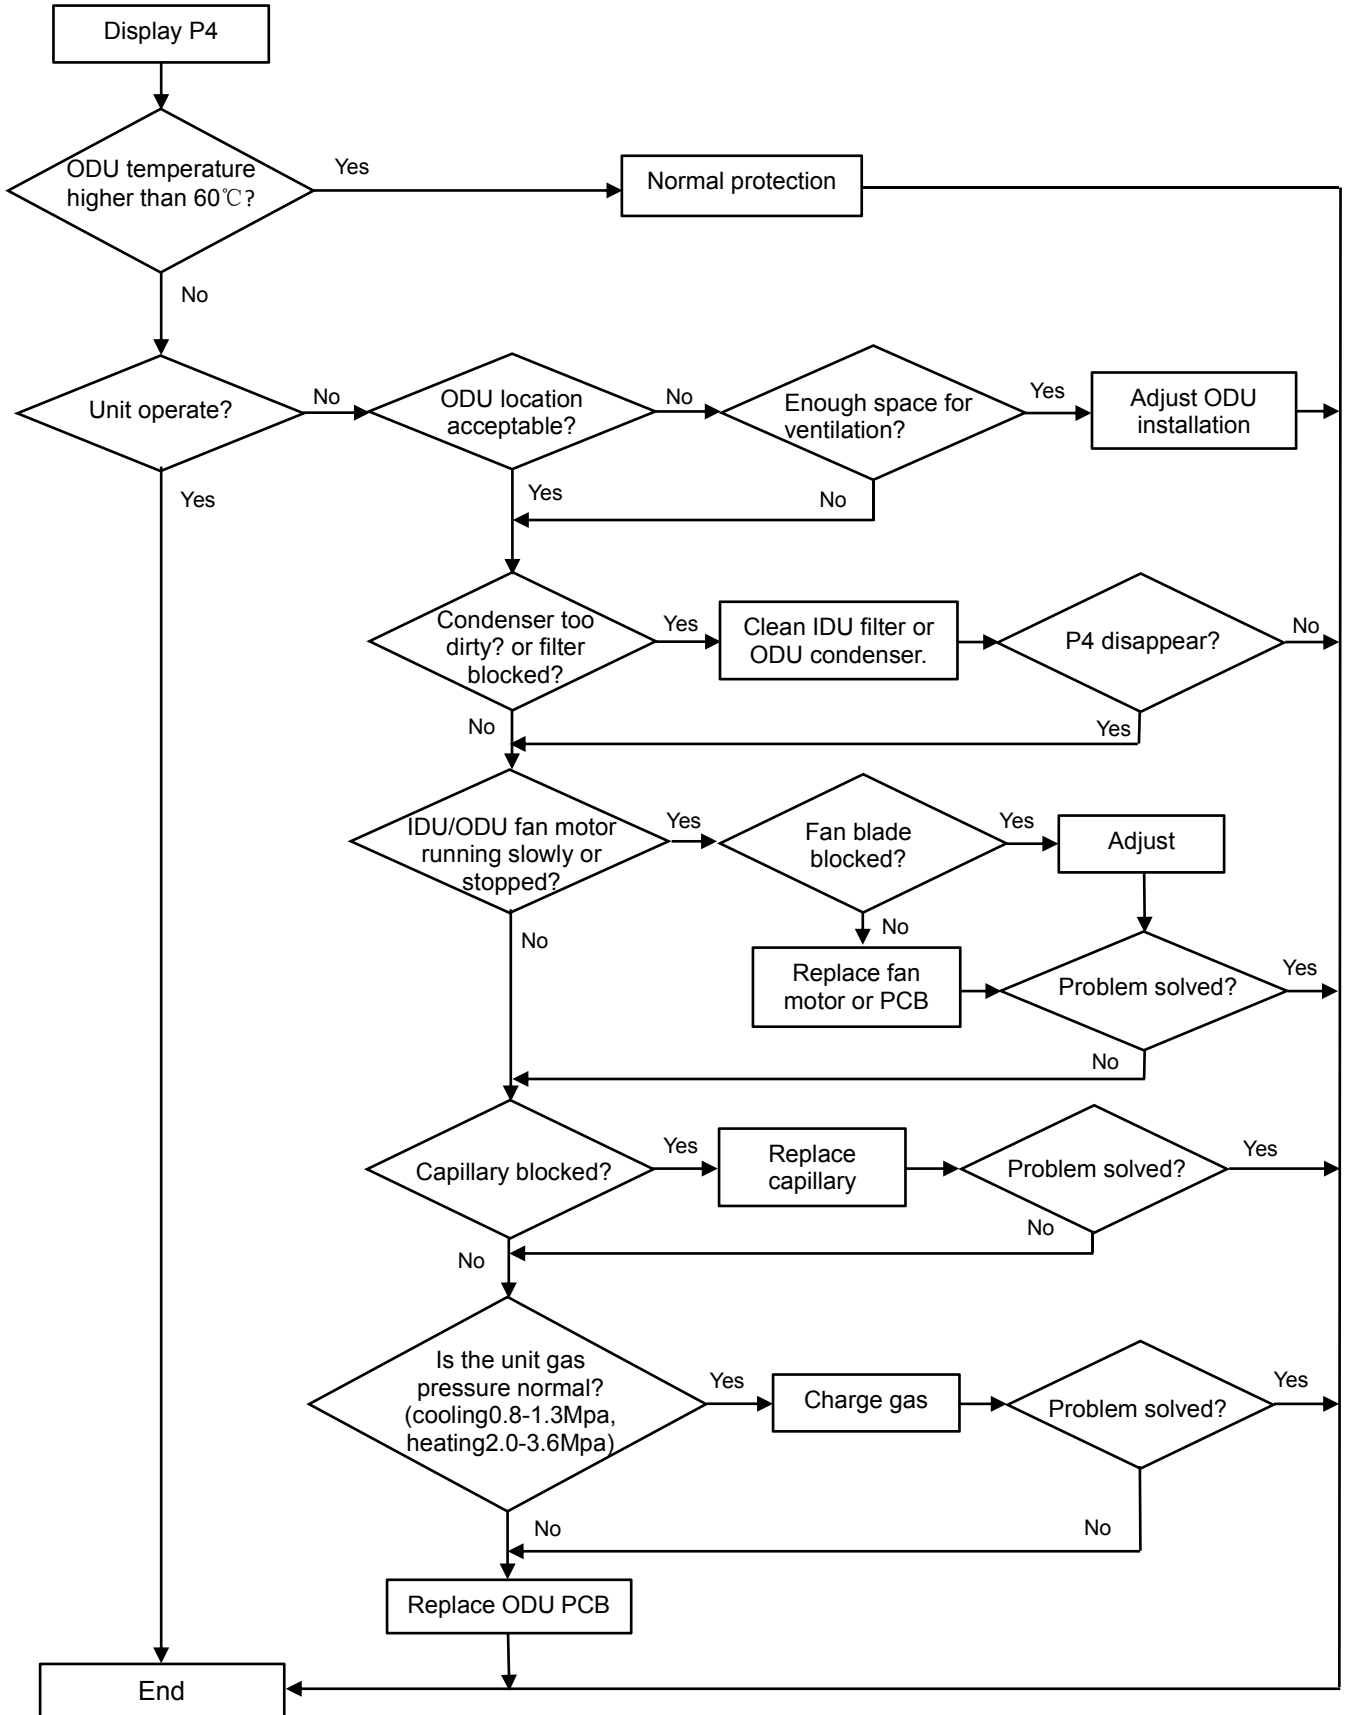 Display P4
ODU temperature
higher than 60℃?
Yes
Normal protection
No
Unit operate?
No
ODU location
acceptable?
No
Enough space for
ventilation?
Yes
Adjust ODU
installation
Yes
Yes
No
Condenser too
dirty? or filter
blocked?
Yes
Clean IDU filter or
ODU condenser.
P4 disappear?
No
No
Yes
IDU/ODU fan motor
running slowly or
stopped?
Yes
Fan blade
blocked?
Yes
Adjust
No
No
Replace fan
motor or PCB
Problem solved?
Yes
No
Capillary blocked?
Yes
Replace
capillary
Problem solved?
Yes
No
No
Is the unit gas
pressure normal?
(cooling0.8-1.3Mpa,
heating2.0-3.6Mpa)
Yes
Charge gas
Problem solved?
Yes
No
No
Replace ODU PCB
End